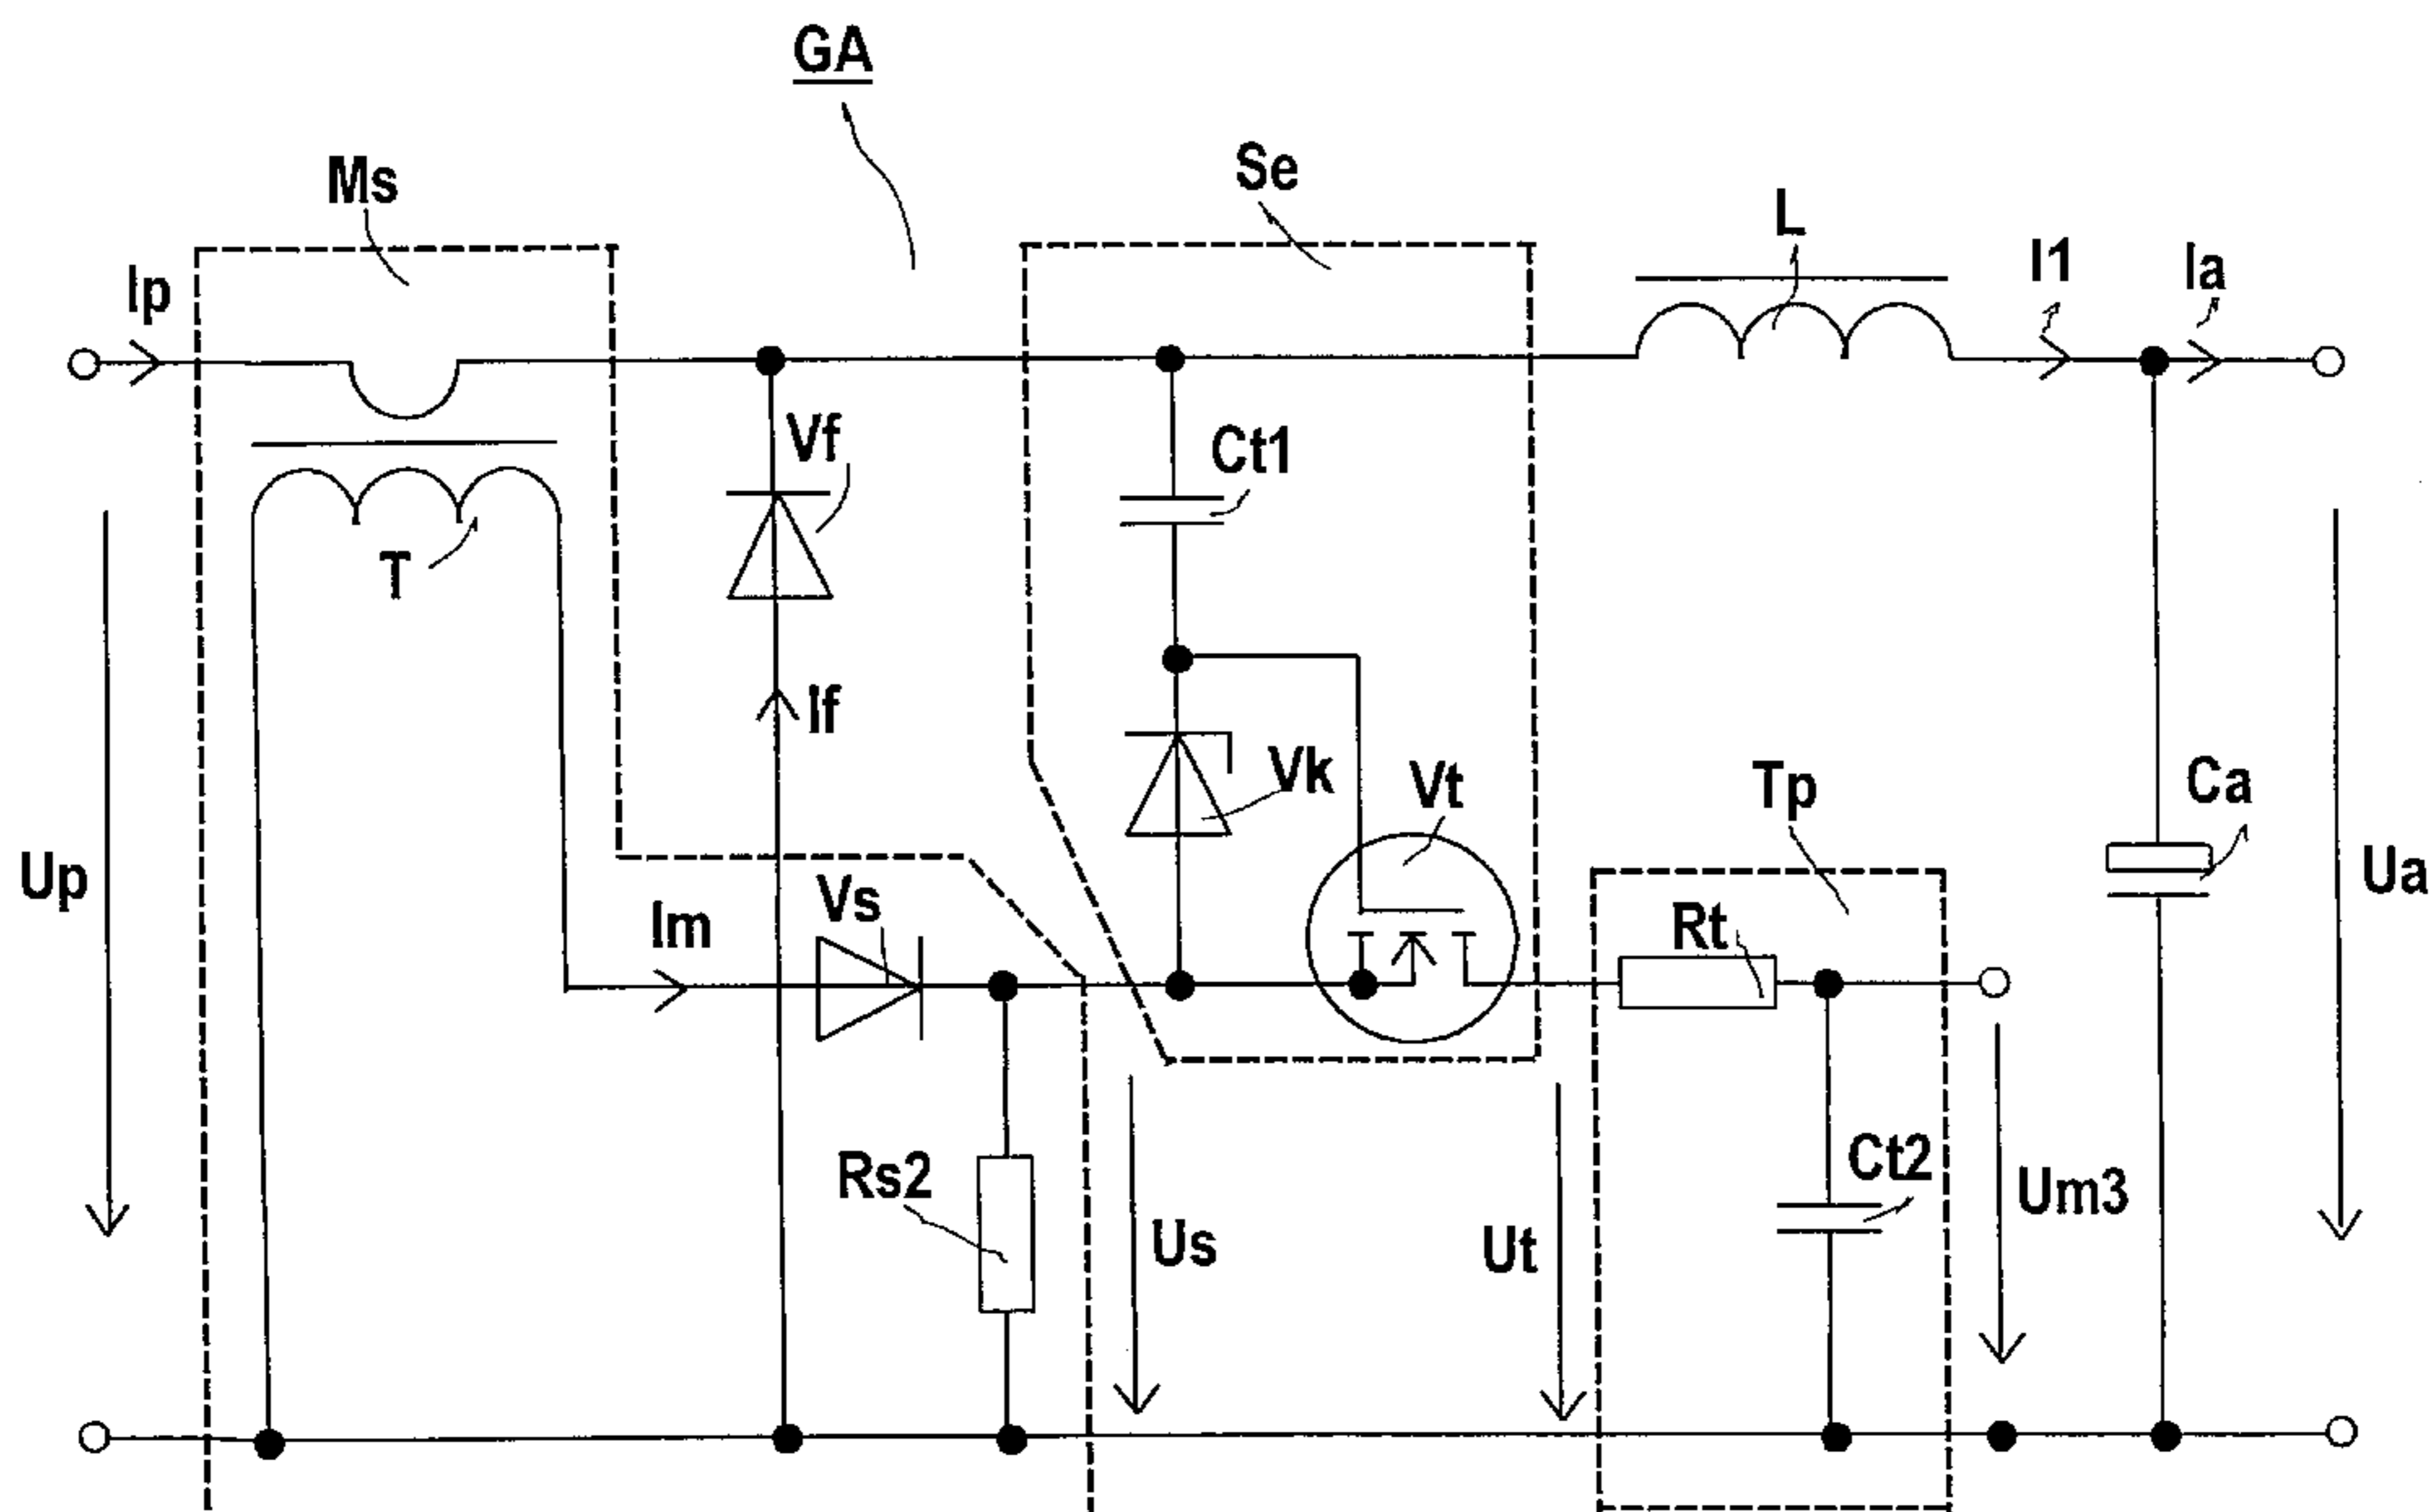 GA
Ms
Se
L
I1
Ia
Ip
Vf
Ct1
T
If
Vk
Vt
Tp
Ca
Up
Ua
Im
Vs
Rt
Rs2
Us
Ut
Ct2
Um3